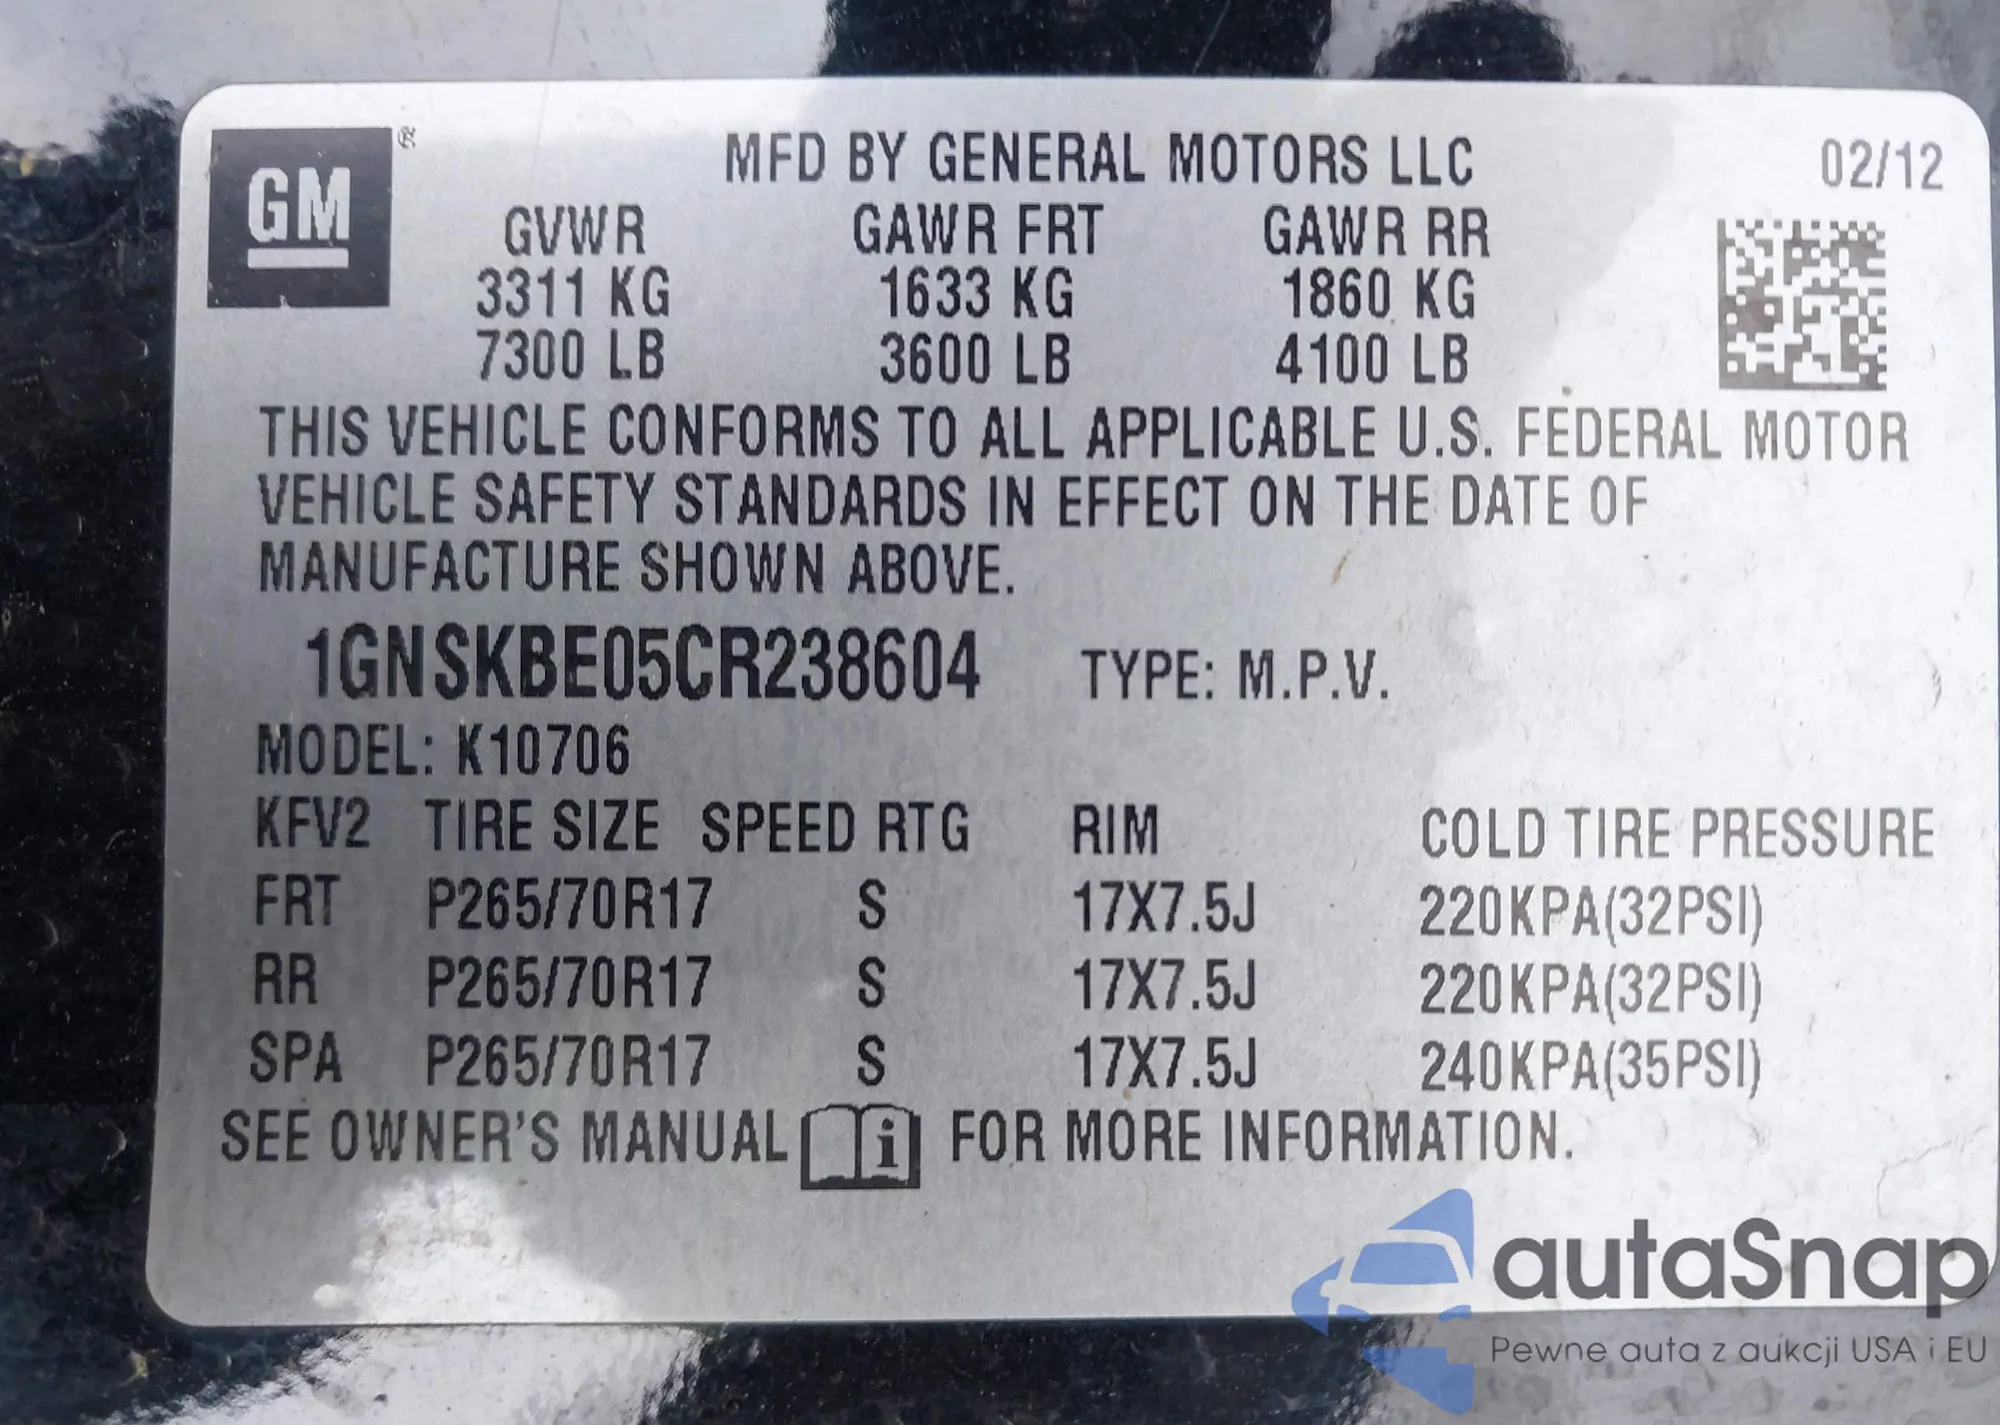 GM ®
MFD BY GENERAL MOTORS LLC 02/12
GVWR GAWR FRT GAWR RR
3311 KG 1633 KG 1860 KG
7300 LB 3600 LB 4100 LB
THIS VEHICLE CONFORMS TO ALL APPLICABLE U.S. FEDERAL MOTOR
VEHICLE SAFETY STANDARDS IN EFFECT ON THE DATE OF
MANUFACTURE SHOWN ABOVE.
1GNSKBE05CR238604 TYPE: M.P.V.
MODEL: K10706
KFV2 TIRE SIZE SPEED RTG RIM COLD TIRE PRESSURE
FRT P265/70R17 S 17X7.5J 220KPA(32PSI)
RR P265/70R17 S 17X7.5J 220KPA(32PSI)
SPA P265/70R17 S 17X7.5J 240KPA(35PSI)
SEE OWNER'S MANUAL i FOR MORE INFORMATION.
autaSnap
Pewne auta z aukcji USA i EU